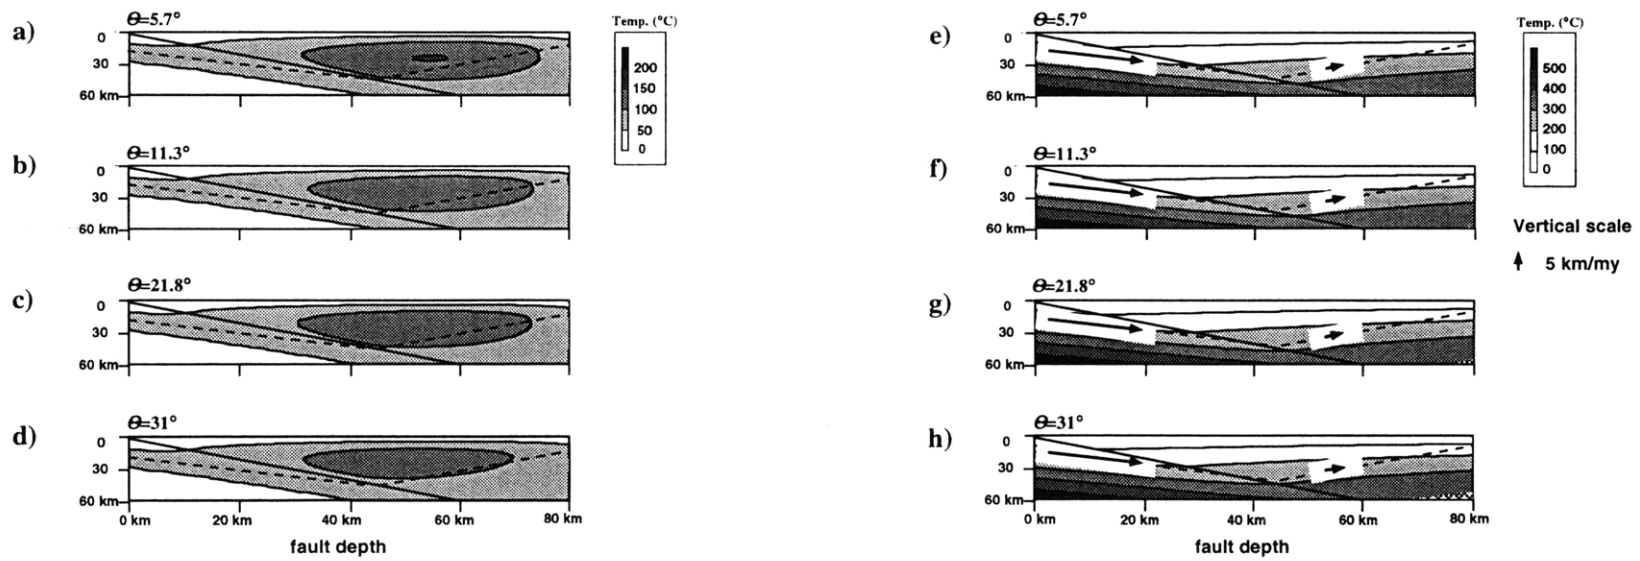 a)
Θ=5.7°
0
30
60 km
Temp. (°C)
200
150
100
50
0
b)
Θ=11.3°
0
30
60 km
c)
Θ=21.8°
0
30
60 km
d)
Θ=31°
0
30
60 km
0 km 20 km 40 km 60 km 80 km
fault depth
e)
Θ=5.7°
0
30
60 km
Temp. (°C)
500
400
300
200
100
0
f)
Θ=11.3°
0
30
60 km
Vertical scale
5 km/my
g)
Θ=21.8°
0
30
60 km
h)
Θ=31°
0
30
60 km
0 km 20 km 40 km 60 km 80 km
fault depth